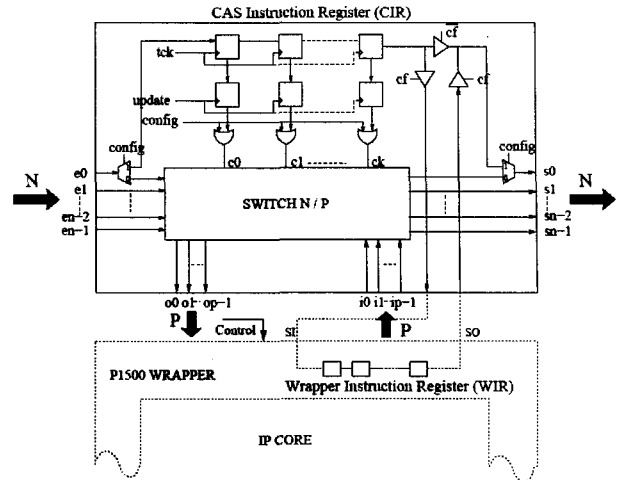 CAS Instruction Register (CIR)
cf
tck
cf
cf
update
config
config
config
e0
c0
c1
ck
s0
N
e1
s1
N
SWITCH N / P
en-2
sn-2
en-1
sn-1
o0 o1 op-1
i0 i1 ip-1
P
Control
SI
P
SO
P1500 WRAPPER
Wrapper Instruction Register (WIR)
IP CORE